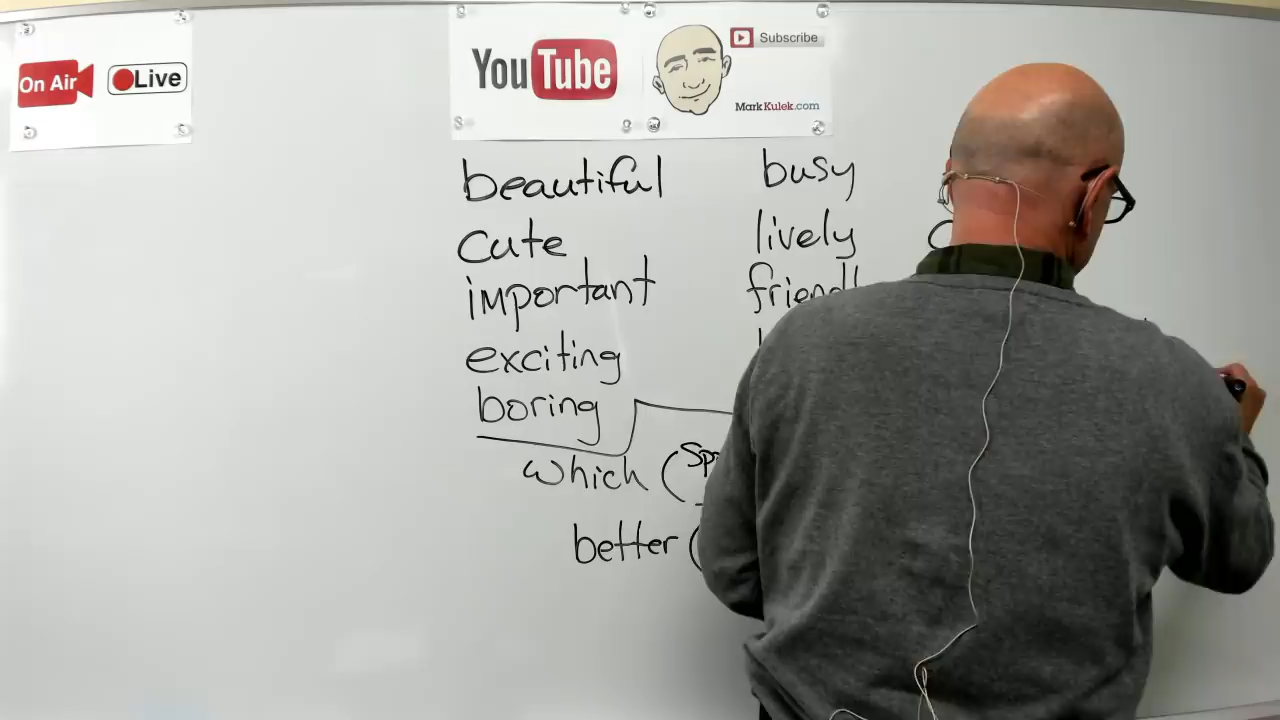 On Air
Live
YouTube
Subscribe
MarkKulek.com
beautiful busy
cute lively
important
exciting
boring
which (
better (